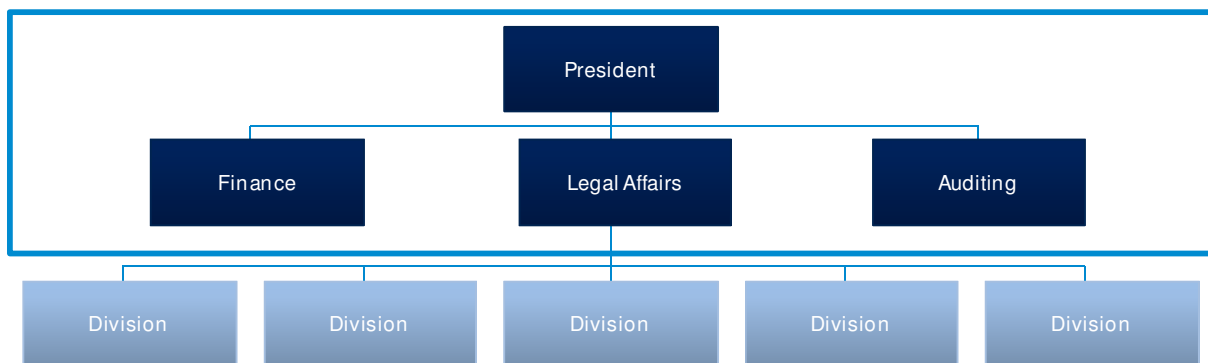 President
Finance
Legal Affairs
Auditing
Division
Division
Division
Division
Division